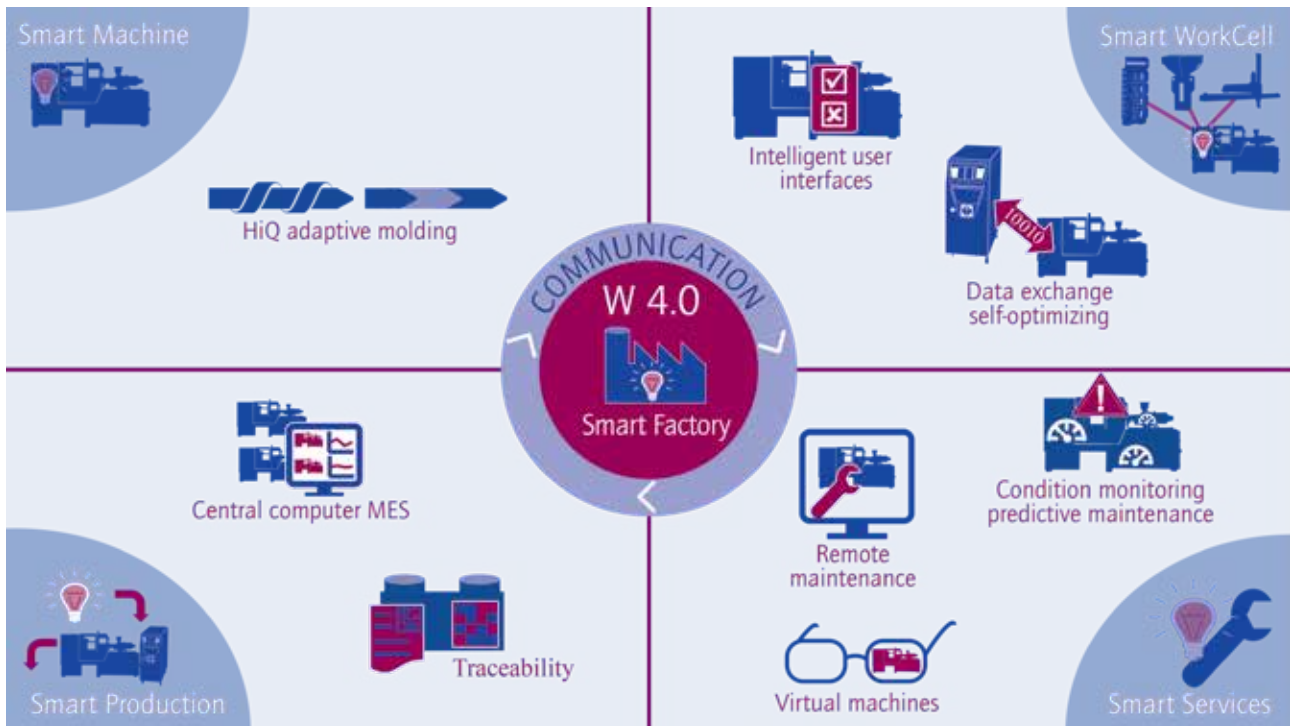 Smart Machine
HiQ adaptive molding
Intelligent user
interfaces
Smart WorkCell
10010
Data exchange
self-optimizing
COMMUNICATION
W 4.0
Smart Factory
Central computer MES
Traceability
Smart Production
Remote
maintenance
Condition monitoring
predictive maintenance
Virtual machines
Smart Services